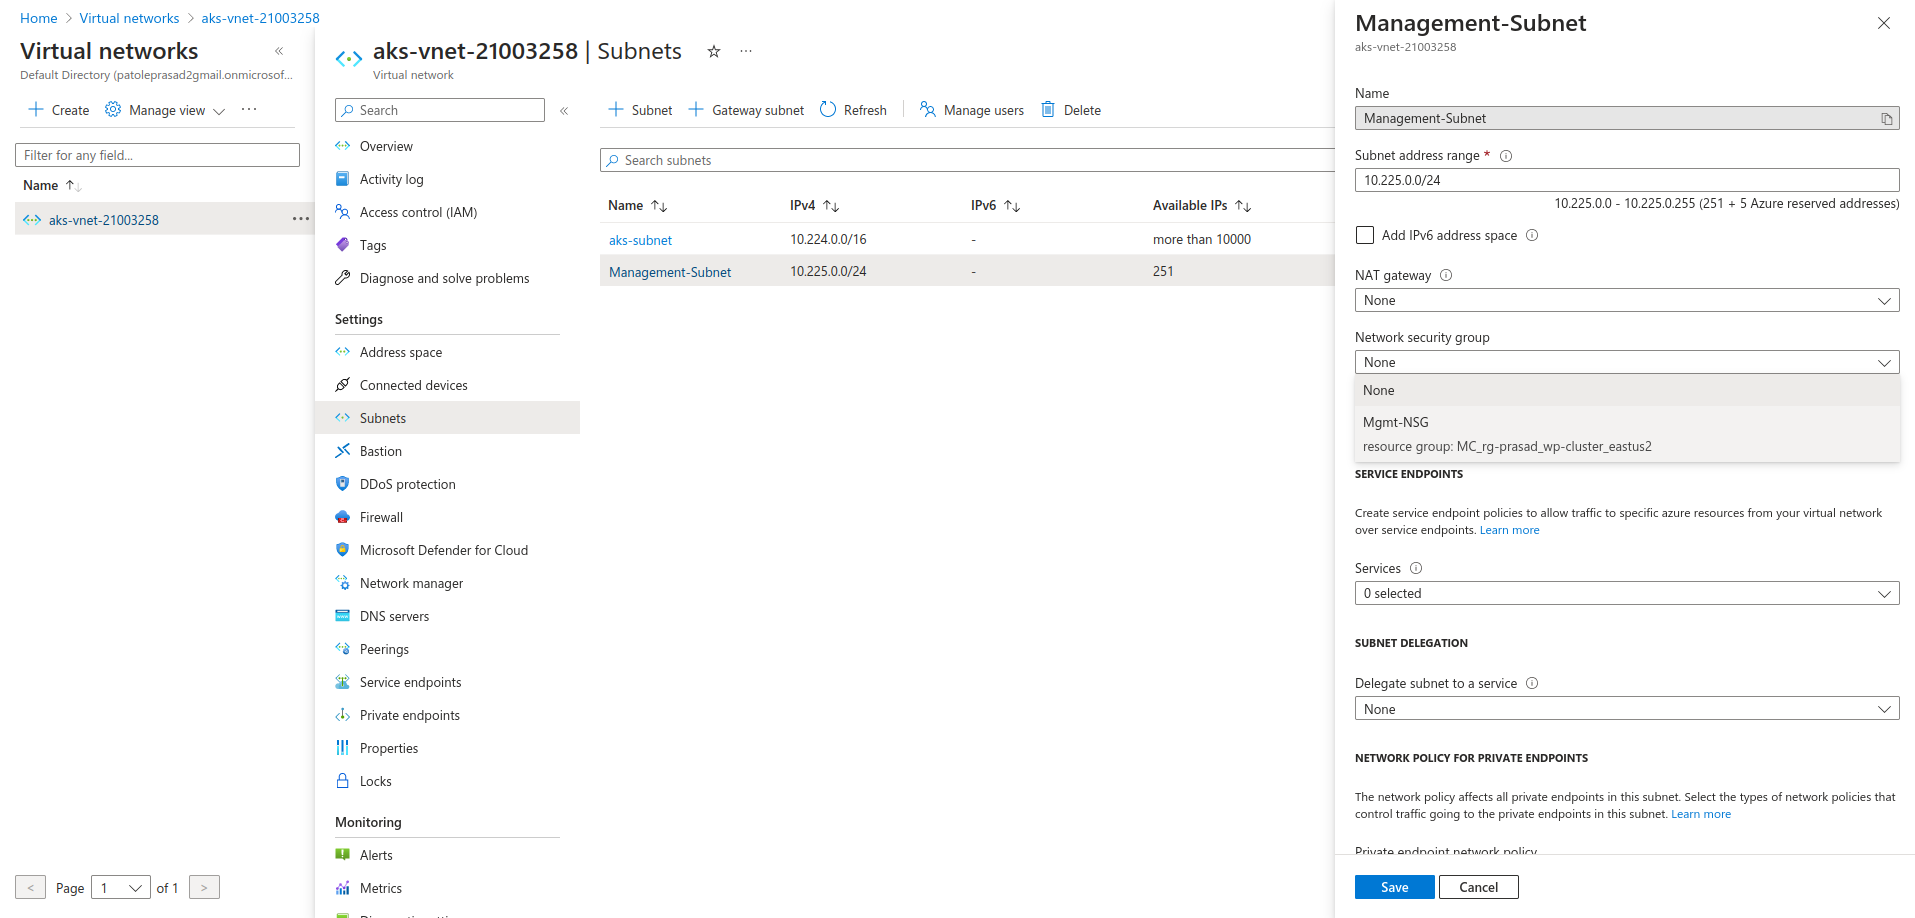 Home > Virtual networks > aks-vnet-21003258
Virtual networks «
Default Directory (patoleprasad2gmail.onmicrosof...
+ Create Manage view ...
Filter for any field...
Name ↑↓
aks-vnet-21003258 ...
< Page 1 of 1 >
aks-vnet-21003258 | Subnets ☆ ...
Virtual network
Search «
Overview
Activity log
Access control (IAM)
Tags
Diagnose and solve problems
Settings
Address space
Connected devices
Subnets
Bastion
DDoS protection
Firewall
Microsoft Defender for Cloud
Network manager
DNS servers
Peerings
Service endpoints
Private endpoints
Properties
Locks
Monitoring
Alerts
Metrics
+ Subnet + Gateway subnet Refresh Manage users Delete
Search subnets
Name ↑↓ IPv4 ↑↓ IPv6 ↑↓ Available IPs ↑↓
aks-subnet 10.224.0.0/16 - more than 10000
Management-Subnet 10.225.0.0/24 - 251
Management-Subnet
aks-vnet-21003258
Name
Management-Subnet
Subnet address range *
10.225.0.0/24
10.225.0.0 - 10.225.0.255 (251 + 5 Azure reserved addresses)
Add IPv6 address space
NAT gateway
None
Network security group
None
None
Mgmt-NSG
resource group: MC_rg-prasad_wp-cluster_eastus2
SERVICE ENDPOINTS
Create service endpoint policies to allow traffic to specific azure resources from your virtual network
over service endpoints. Learn more
Services
0 selected
SUBNET DELEGATION
Delegate subnet to a service
None
NETWORK POLICY FOR PRIVATE ENDPOINTS
The network policy affects all private endpoints in this subnet. Select the types of network policies that
control traffic going to the private endpoints in this subnet. Learn more
Private endpoint network policy
Save Cancel